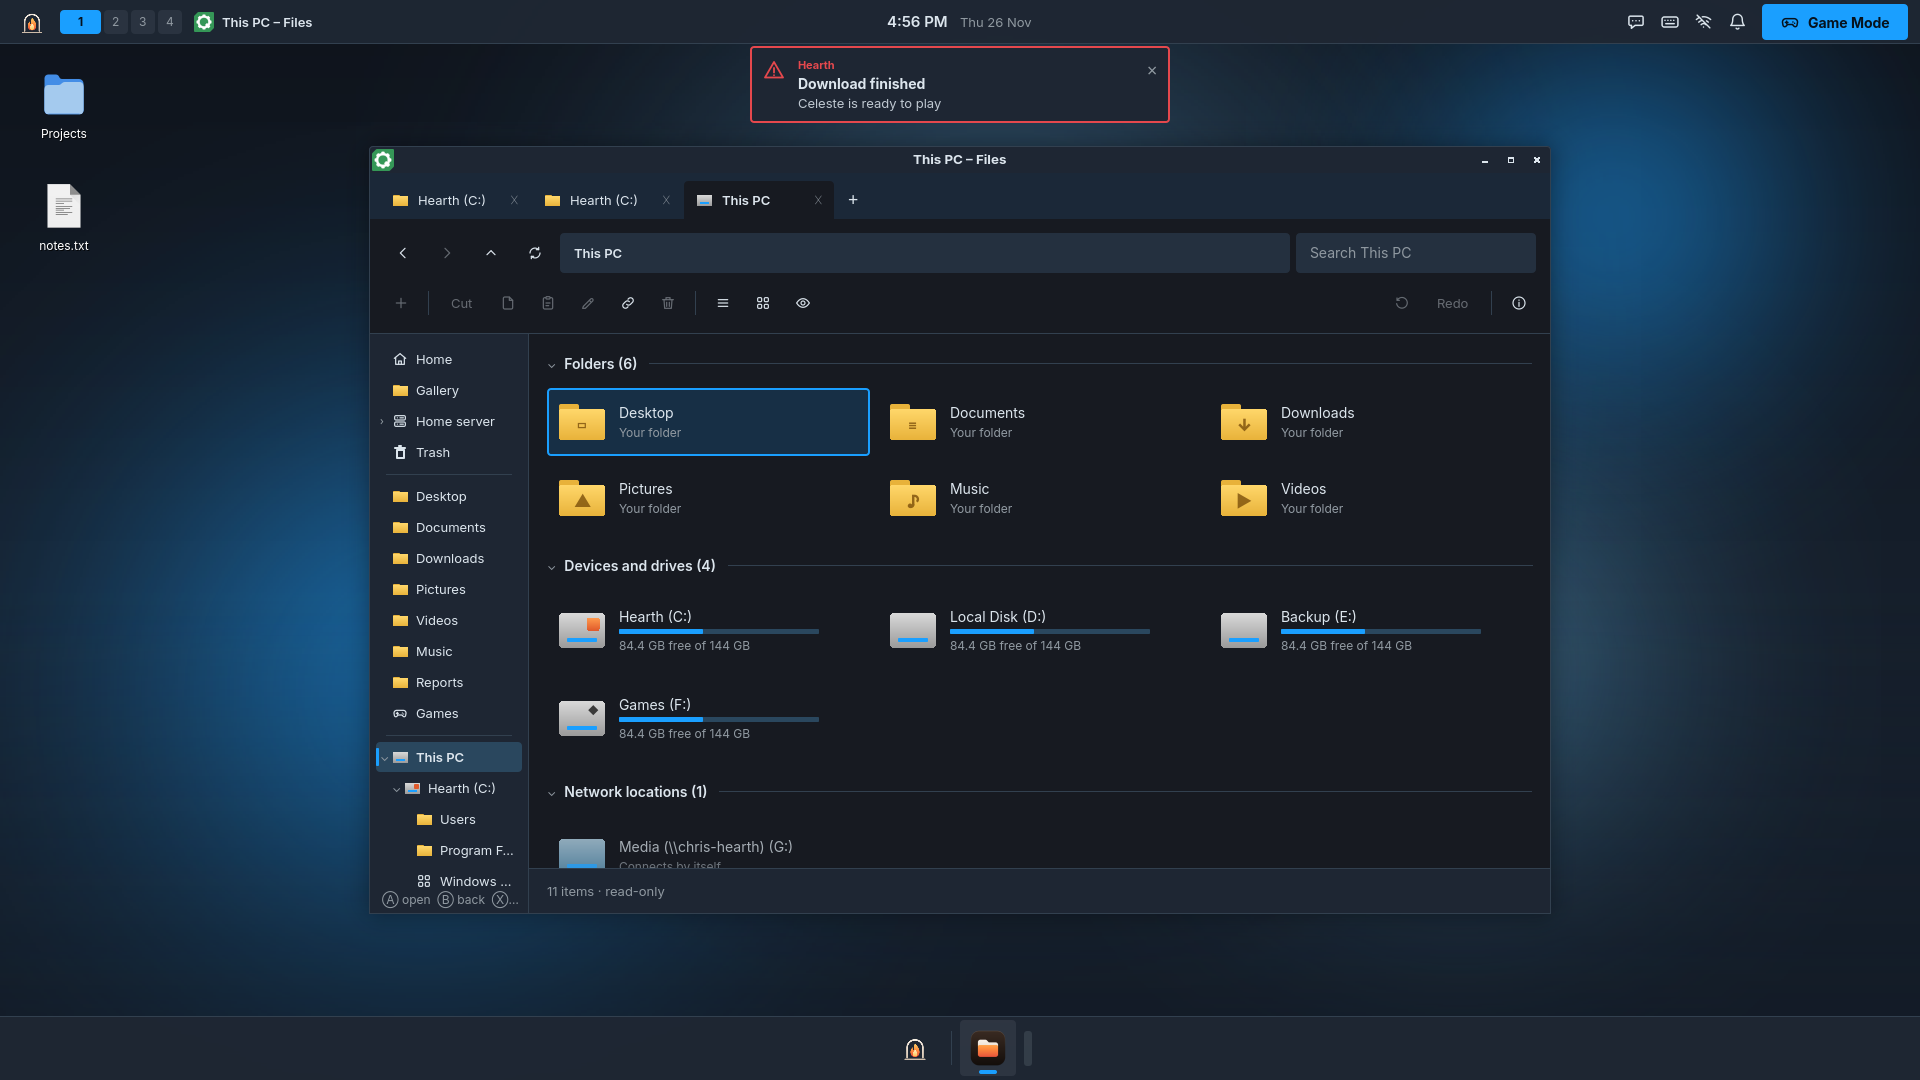 1 2 3 4 This PC – Files 4:56 PM Thu 26 Nov Game Mode
Hearth
Download finished
Celeste is ready to play
Projects
notes.txt
This PC – Files
Hearth (C:) Hearth (C:) This PC
This PC Search This PC
Cut Redo
Home
Gallery
Home server
Trash
Desktop
Documents
Downloads
Pictures
Videos
Music
Reports
Games
This PC
Hearth (C:)
Users
Program F...
Windows ...
A open B back X...
Folders (6)
Desktop
Your folder
Documents
Your folder
Downloads
Your folder
Pictures
Your folder
Music
Your folder
Videos
Your folder
Devices and drives (4)
Hearth (C:)
84.4 GB free of 144 GB
Local Disk (D:)
84.4 GB free of 144 GB
Backup (E:)
84.4 GB free of 144 GB
Games (F:)
84.4 GB free of 144 GB
Network locations (1)
Media (\\chris-hearth) (G:)
Connects by itself
11 items · read-only